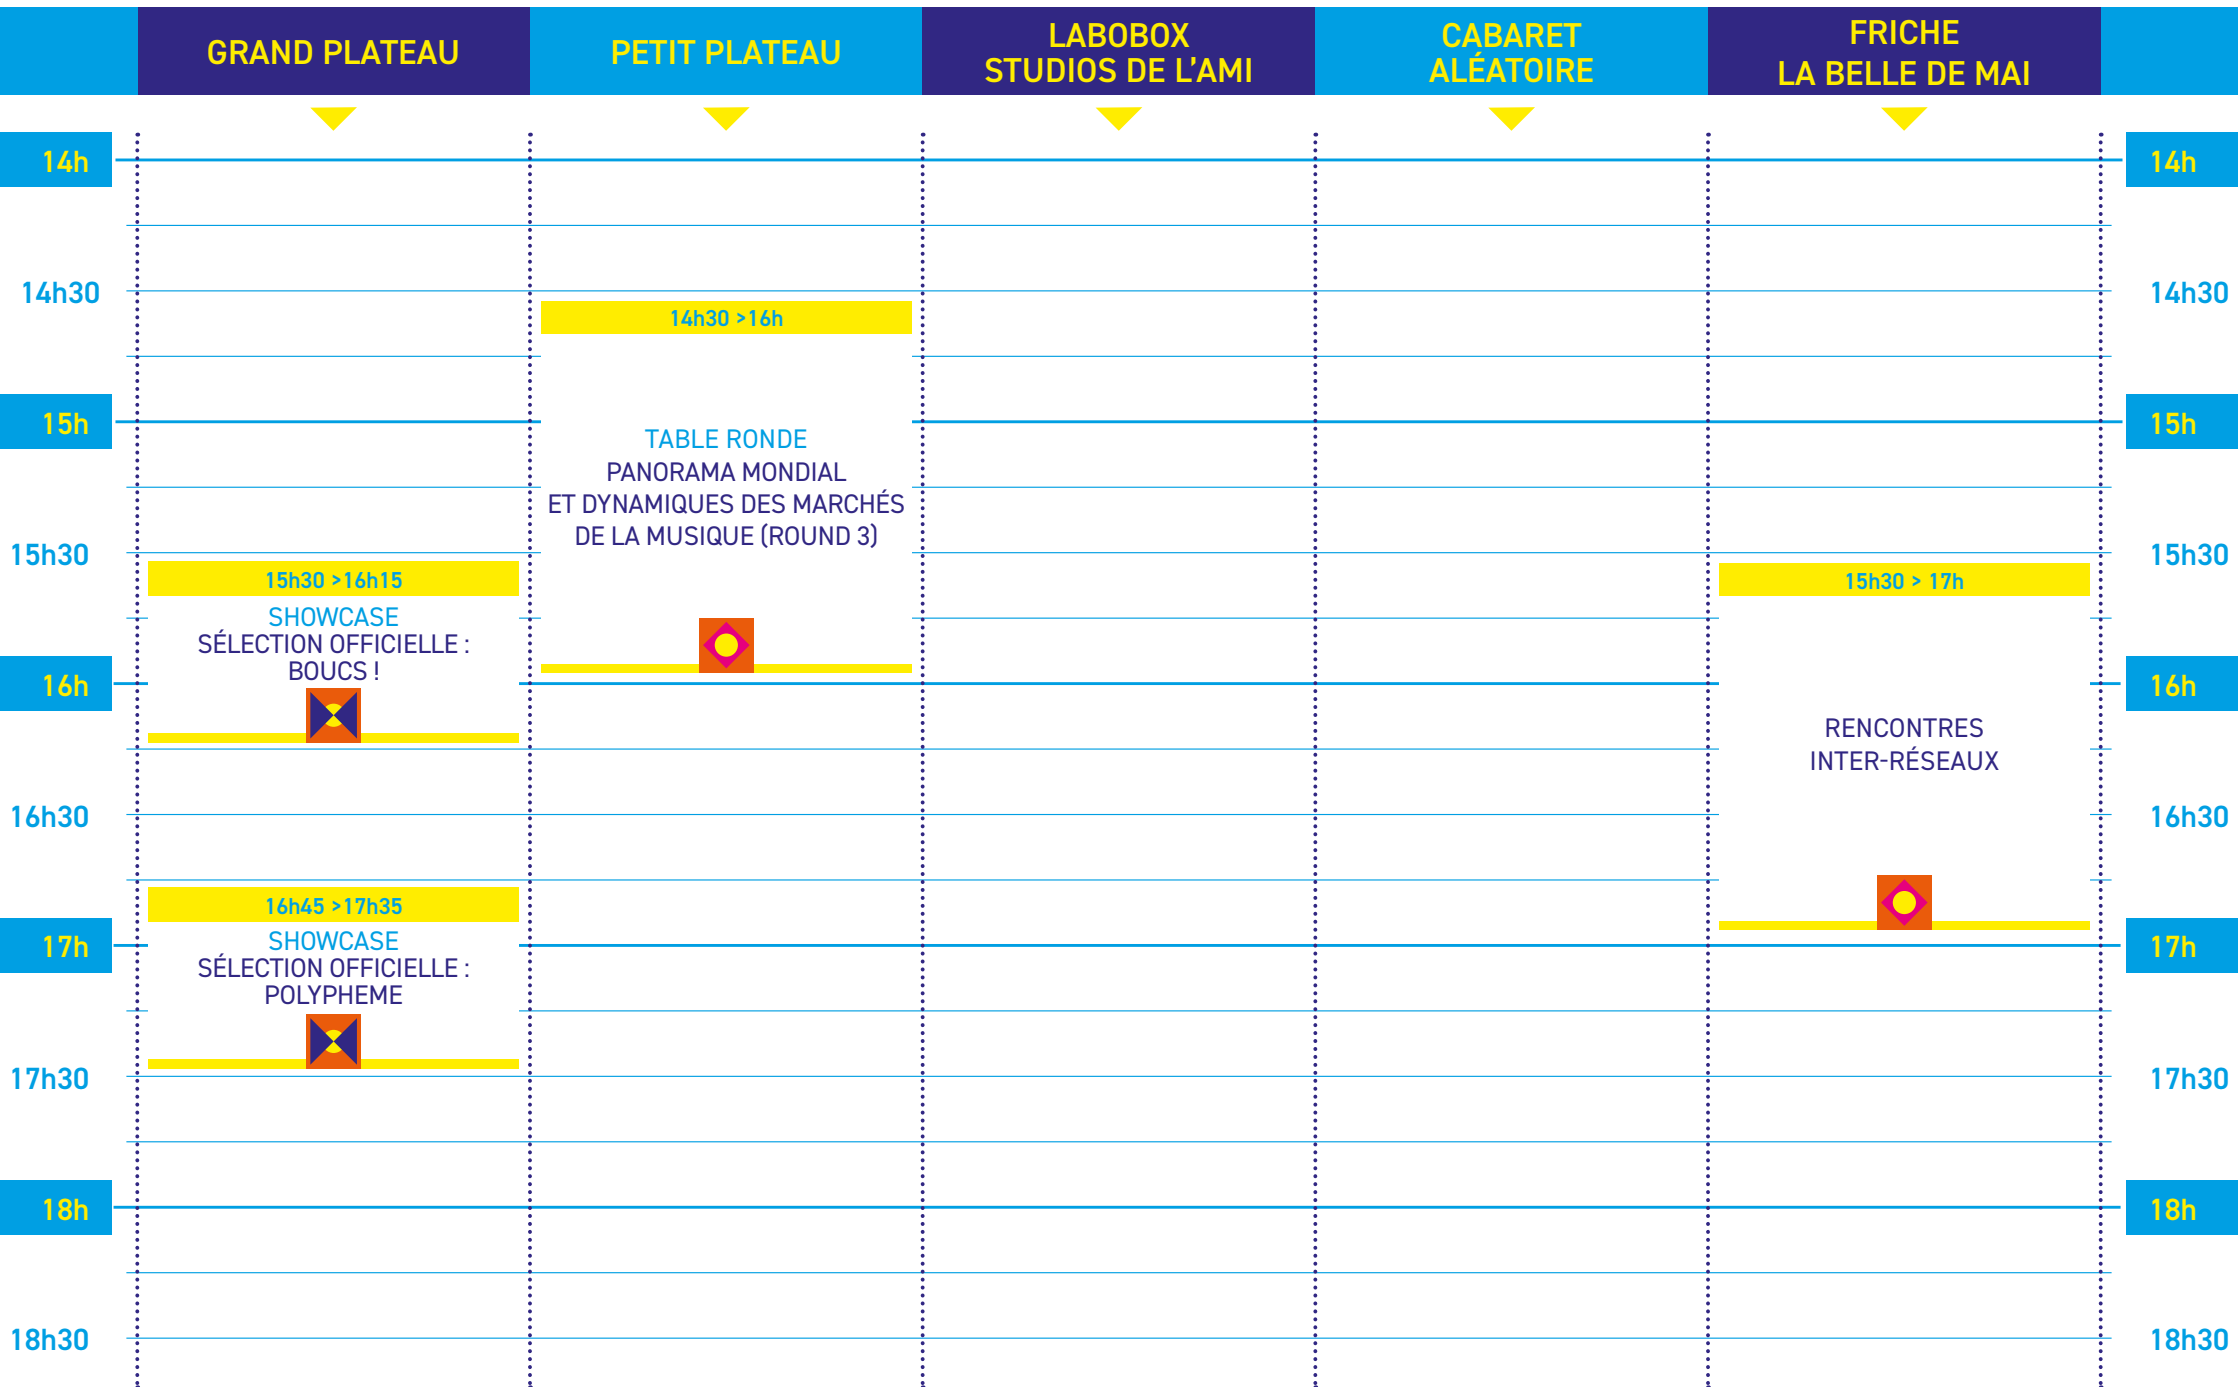 GRAND PLATEAU
PETIT PLATEAU
LABOBOX
STUDIOS DE L'AMI
CABARET
ALÉATOIRE
FRICHE
LA BELLE DE MAI
14h
14h
14h30
14h30
14h30 >16h
15h
15h
TABLE RONDE
PANORAMA MONDIAL
ET DYNAMIQUES DES MARCHÉS
DE LA MUSIQUE (ROUND 3)
15h30
15h30
15h30 >16h15
SHOWCASE
SÉLECTION OFFICIELLE :
BOUCS !
15h30 > 17h
16h
16h
RENCONTRES
INTER-RÉSEAUX
16h30
16h30
16h45 >17h35
SHOWCASE
SÉLECTION OFFICIELLE :
POLYPHEME
17h
17h
17h30
17h30
18h
18h
18h30
18h30